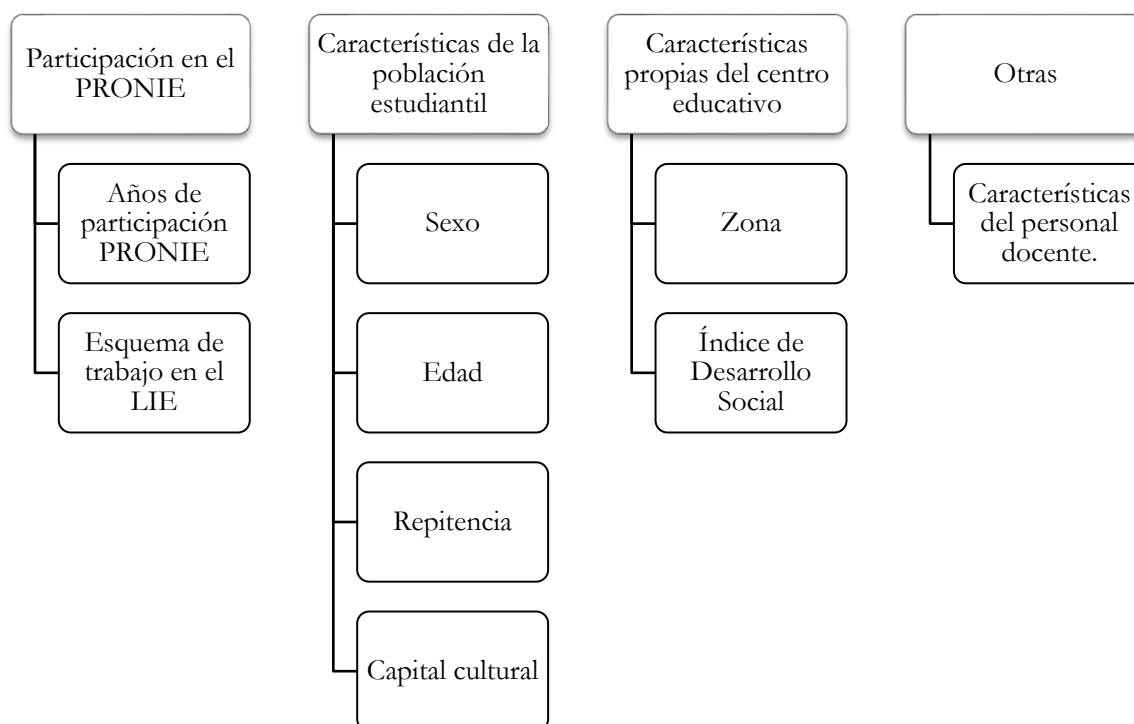 Participación en el
PRONIE
Años de
participación
PRONIE
Esquema de
trabajo en el
LIE
Características de la
población
estudiantil
Sexo
Edad
Repitencia
Capital cultural
Características
propias del centro
educativo
Zona
Índice de
Desarrollo
Social
Otras
Características
del personal
docente.